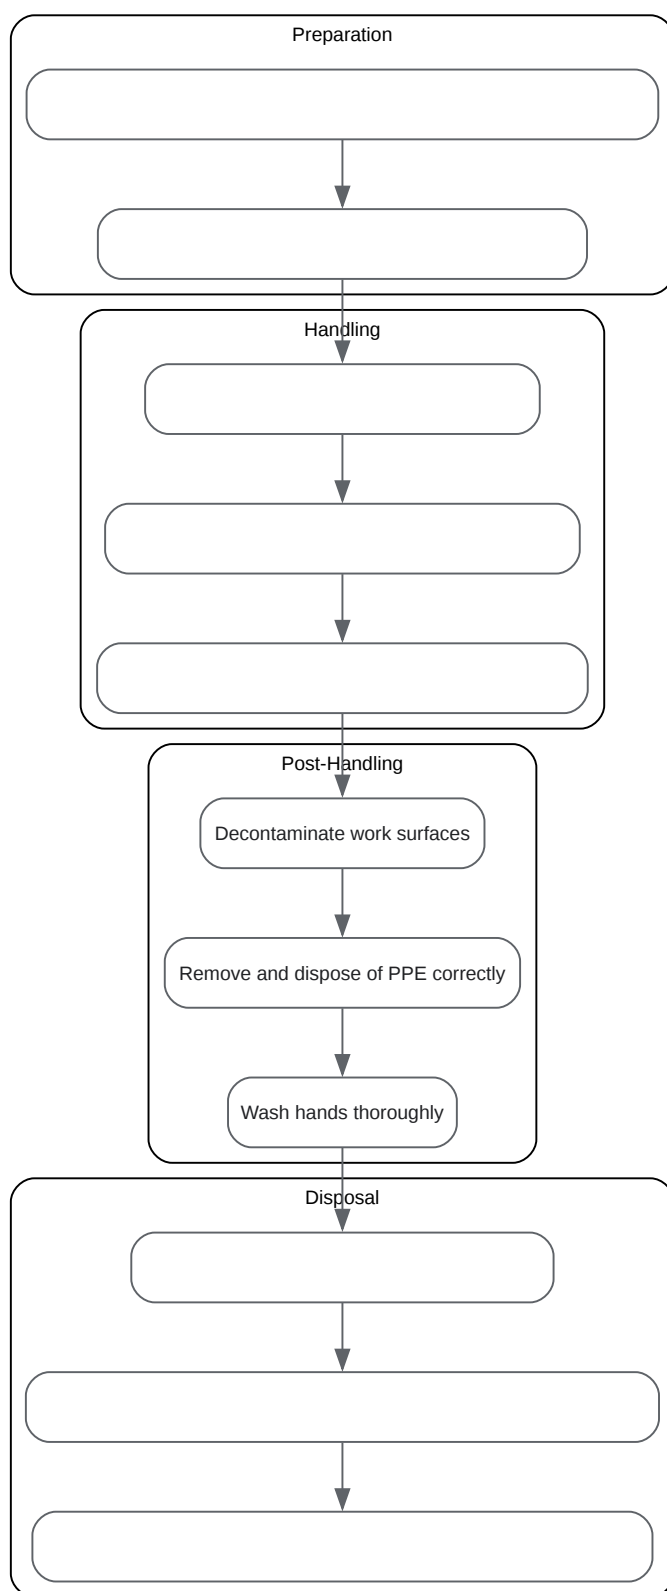 Preparation
Handling
Post-Handling
Decontaminate work surfaces
Remove and dispose of PPE correctly
Wash hands thoroughly
Disposal